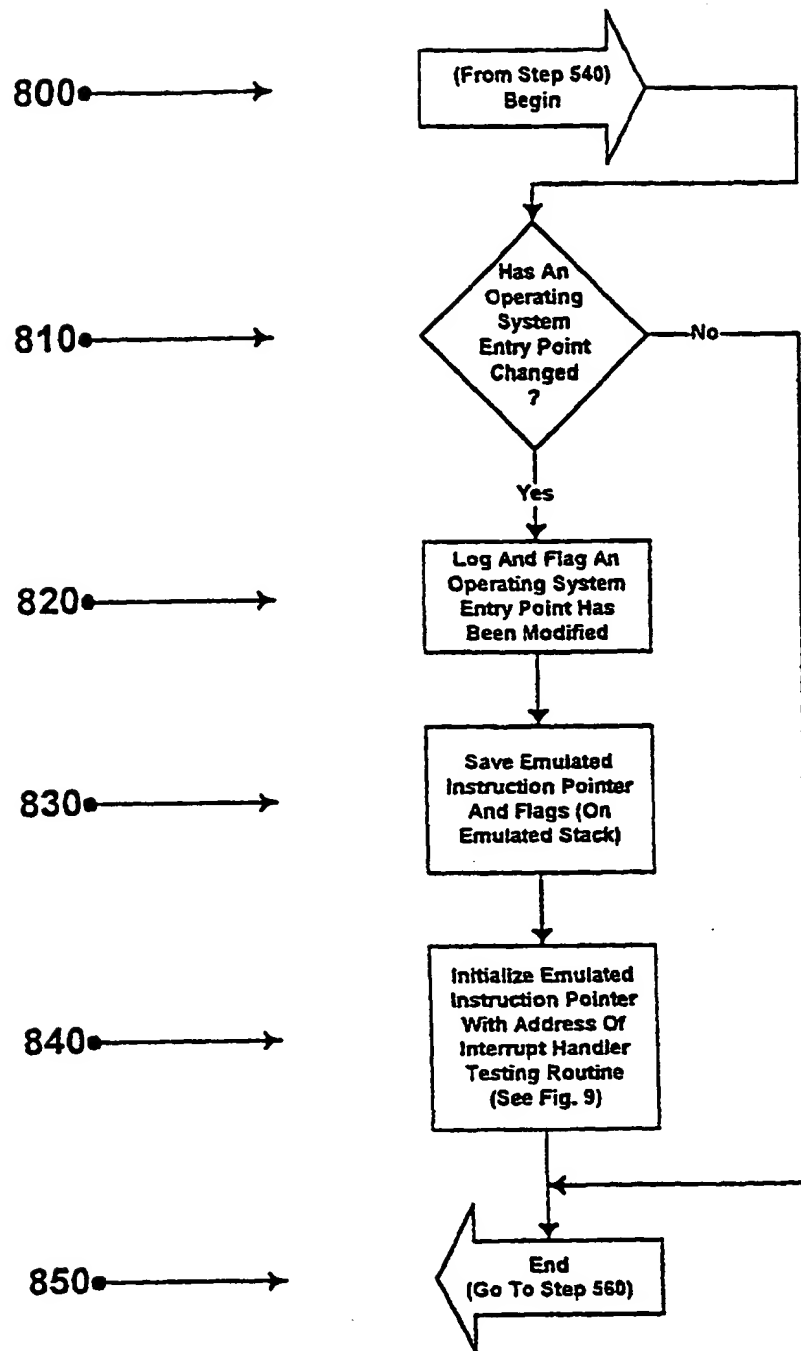 800
(From Step 540)
Begin
810
Has An
Operating
System
Entry Point
Changed
?
No
Yes
820
Log And Flag An
Operating System
Entry Point Has
Been Modified
830
Save Emulated
Instruction Pointer
And Flags (On
Emulated Stack)
840
Initialize Emulated
Instruction Pointer
With Address Of
Interrupt Handler
Testing Routine
(See Fig. 9)
850
End
(Go To Step 560)